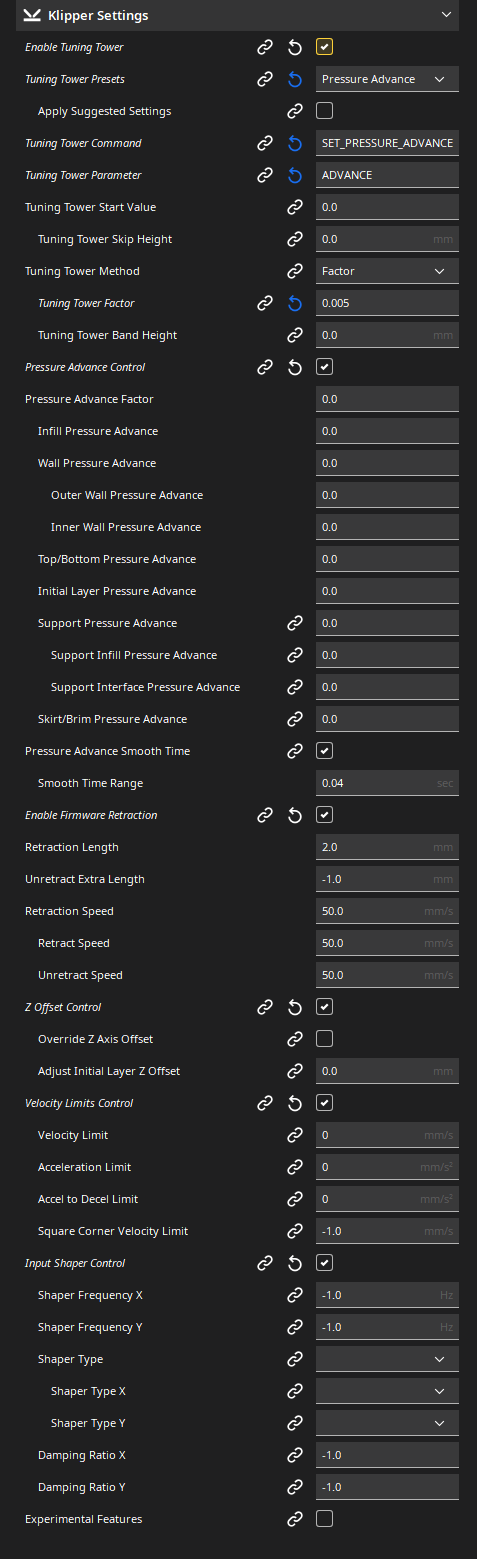 Klipper Settings
Enable Tuning Tower
Tuning Tower Presets Pressure Advance
Apply Suggested Settings
Tuning Tower Command SET_PRESSURE_ADVANCE
Tuning Tower Parameter ADVANCE
Tuning Tower Start Value 0.0
Tuning Tower Skip Height 0.0 mm
Tuning Tower Method Factor
Tuning Tower Factor 0.005
Tuning Tower Band Height 0.0 mm
Pressure Advance Control
Pressure Advance Factor 0.0
Infill Pressure Advance 0.0
Wall Pressure Advance 0.0
Outer Wall Pressure Advance 0.0
Inner Wall Pressure Advance 0.0
Top/Bottom Pressure Advance 0.0
Initial Layer Pressure Advance 0.0
Support Pressure Advance 0.0
Support Infill Pressure Advance 0.0
Support Interface Pressure Advance 0.0
Skirt/Brim Pressure Advance 0.0
Pressure Advance Smooth Time
Smooth Time Range 0.04 sec
Enable Firmware Retraction
Retraction Length 2.0 mm
Unretract Extra Length -1.0 mm
Retraction Speed 50.0 mm/s
Retract Speed 50.0 mm/s
Unretract Speed 50.0 mm/s
Z Offset Control
Override Z Axis Offset
Adjust Initial Layer Z Offset 0.0 mm
Velocity Limits Control
Velocity Limit 0 mm/s
Acceleration Limit 0 mm/s²
Accel to Decel Limit 0 mm/s²
Square Corner Velocity Limit -1.0 mm/s
Input Shaper Control
Shaper Frequency X -1.0 Hz
Shaper Frequency Y -1.0 Hz
Shaper Type
Shaper Type X
Shaper Type Y
Damping Ratio X -1.0
Damping Ratio Y -1.0
Experimental Features